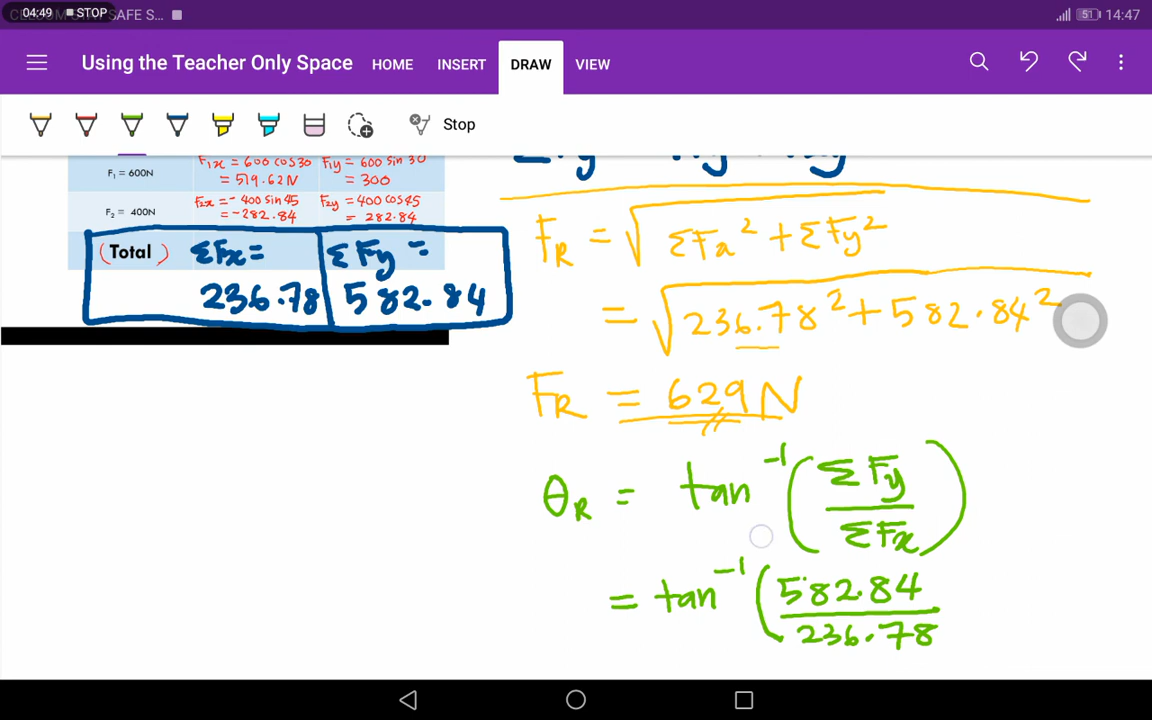 04:49 STOP SAFE S... 51 14:47
Using the Teacher Only Space HOME INSERT DRAW VIEW
Stop
F₁ = 600N F1x = 600 cos30 F1y = 600 sin 30
= 519.62N = 300
F₂ = 400N F2x = - 400 sin 45 F2y = 400 cos45
= -282.84 = 282.84
(Total) ΣFx = ΣFy =
236.78 582.84
FR = √ΣFx² + ΣFy²
= √236.78² + 582.84²
FR = 629N
θR = tan⁻¹ (ΣFy / ΣFx)
= tan⁻¹ (582.84 / 236.78